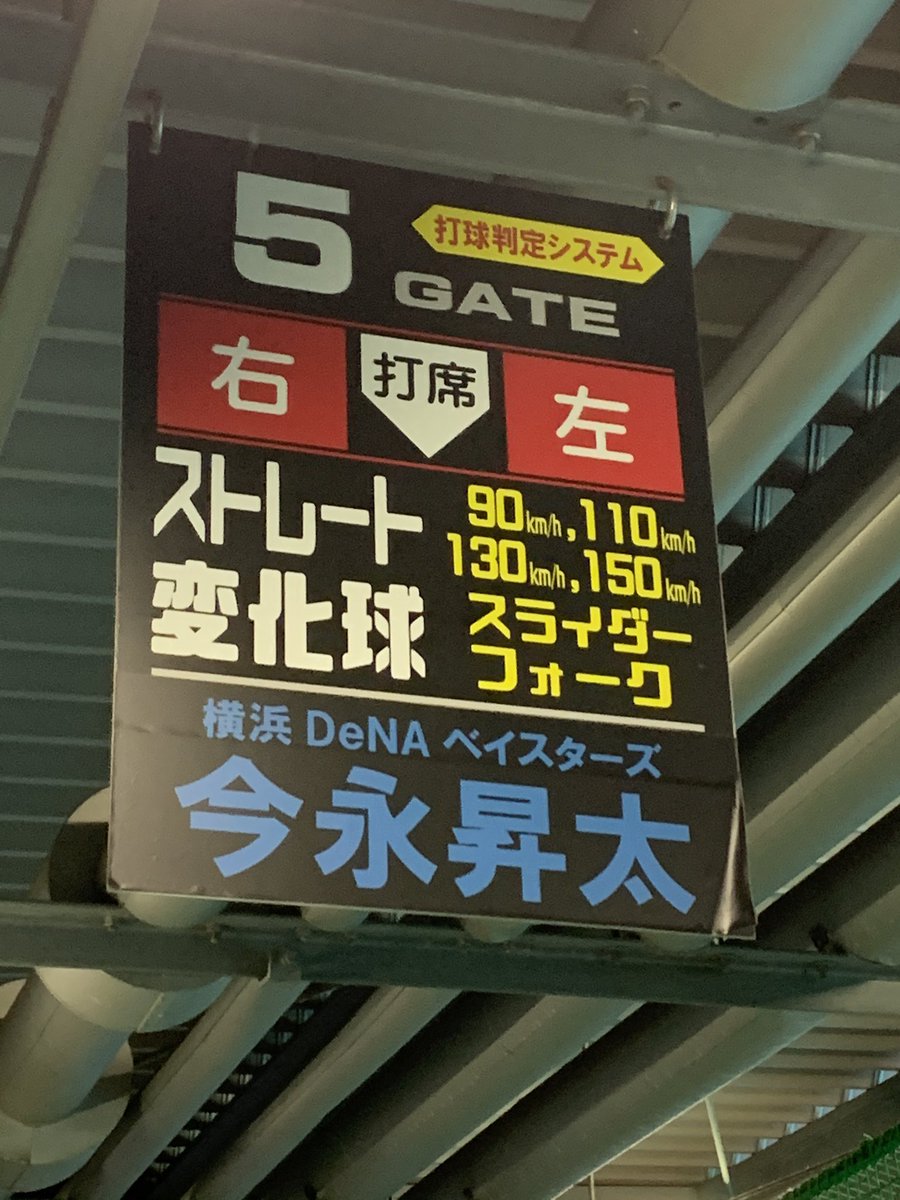 5 GATE
打球判定システム
右 打席 左
ストレート 90km/h,110km/h
130km/h,150km/h
変化球 スライダー
フォーク
横浜 DeNA ベイスターズ
今永昇太